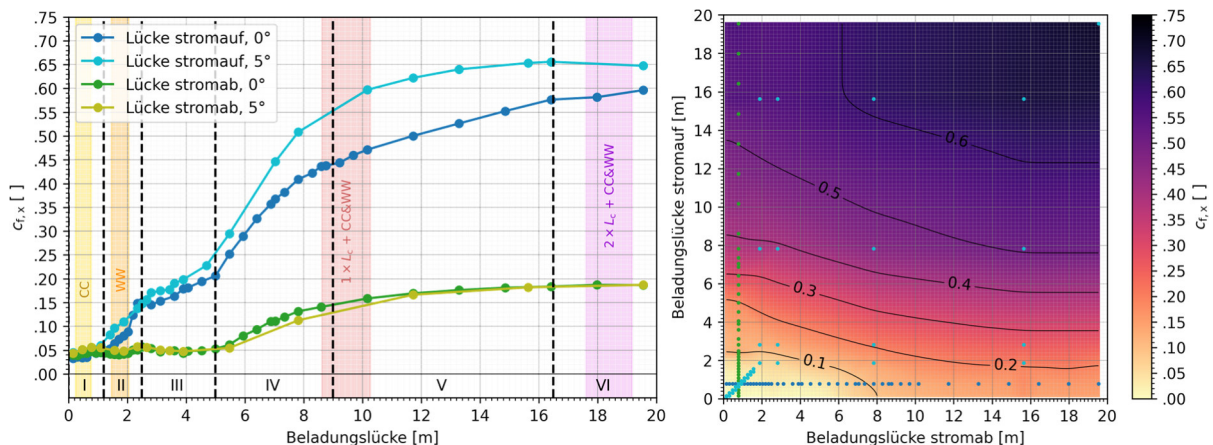 .75
.70
.65
.60
.55
.50
.45
.40
.35
.30
.25
.20
.15
.10
.05
.00
c_f,x [ ]
Lücke stromauf, 0°
Lücke stromauf, 5°
Lücke stromab, 0°
Lücke stromab, 5°
CC
WW
1 × L_c + CC&WW
2 × L_c + CC&WW
I
II
III
IV
V
VI
0 2 4 6 8 10 12 14 16 18 20
Beladungslücke [m]
20
18
16
14
12
10
8
6
4
2
0
Beladungslücke stromauf [m]
0.6
0.5
0.4
0.3
0.2
0.1
0 2 4 6 8 10 12 14 16 18 20
Beladungslücke stromab [m]
.75
.70
.65
.60
.55
.50
.45
.40
.35
.30
.25
.20
.15
.10
.05
.00
c_f,x [ ]